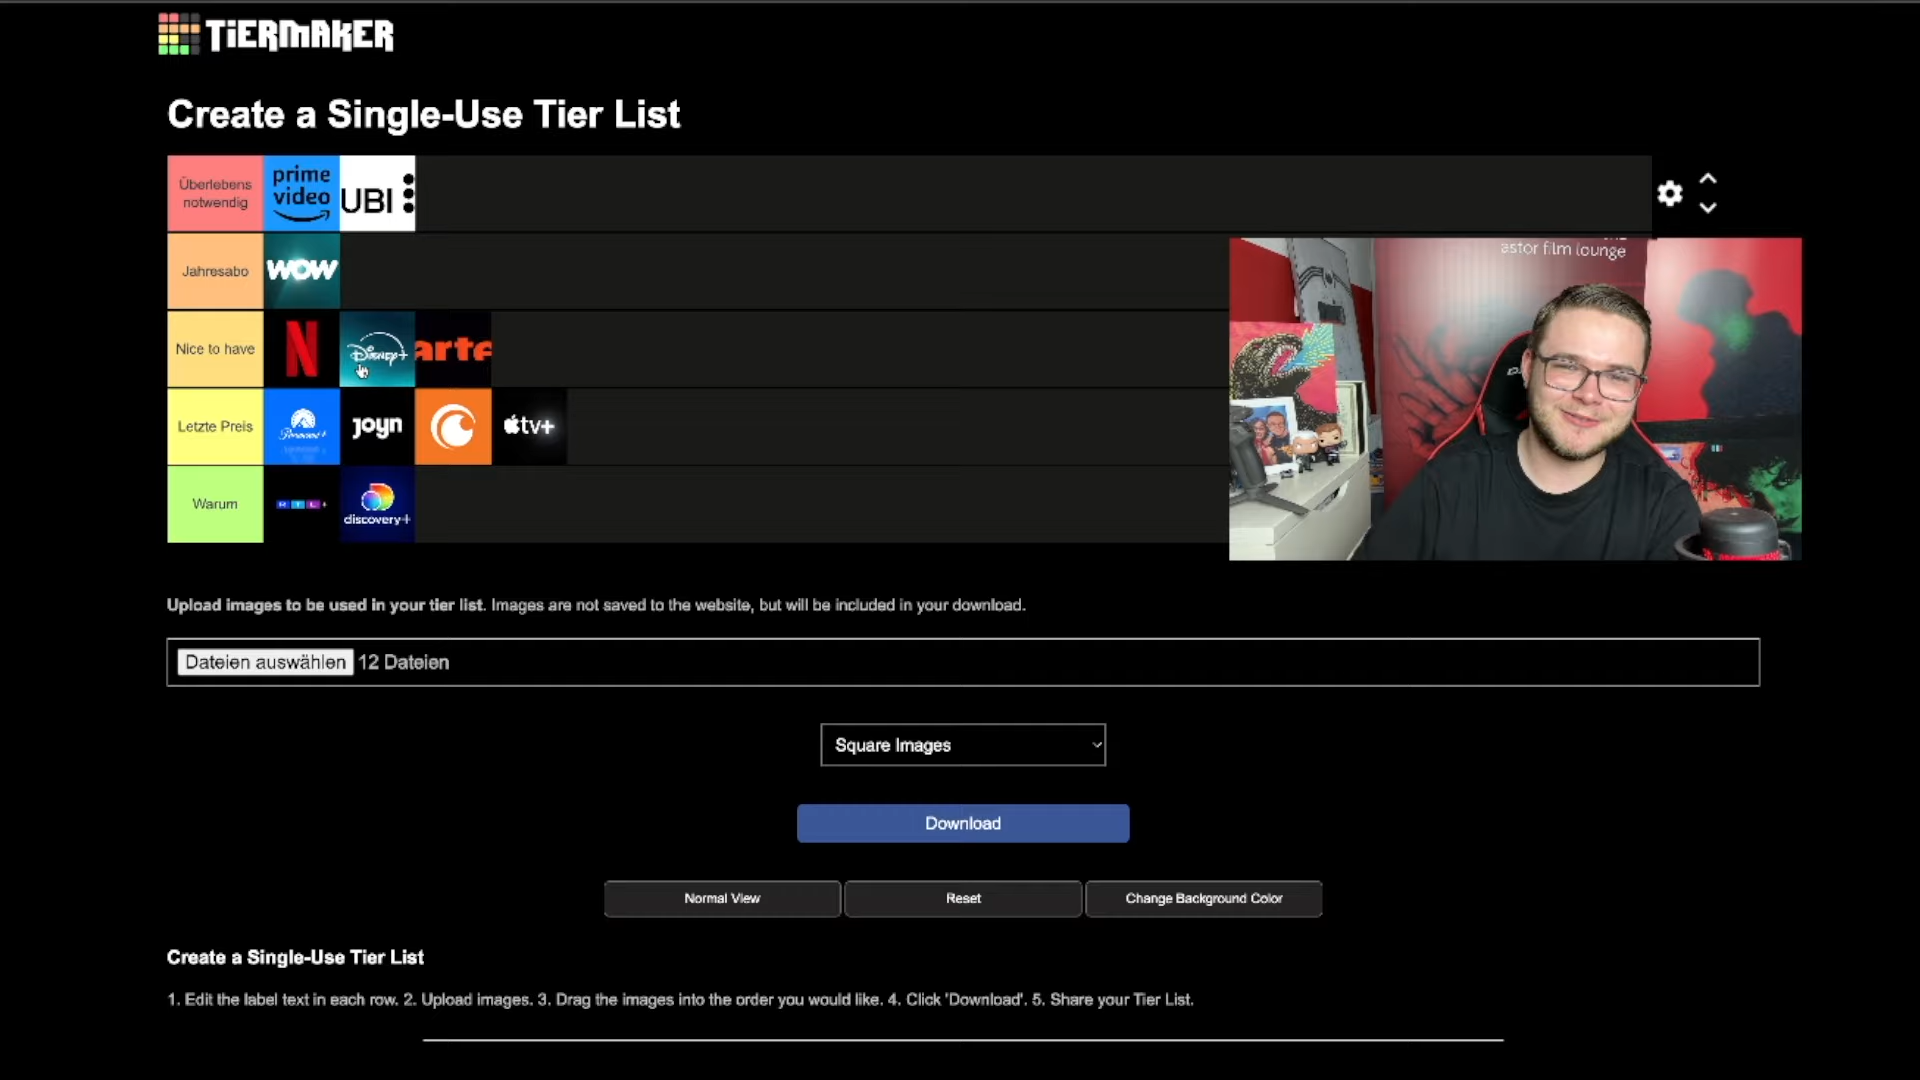 TIERMAKER
Create a Single-Use Tier List
Überlebens
notwendig
prime
video
UBI
Jahresabo
WOW
astor film lounge
Nice to have
N
Disney+
arte
Letzte Preis
Paramount+
joyn
tv+
Warum
RTL+
discovery+
Upload images to be used in your tier list. Images are not saved to the website, but will be included in your download.
Dateien auswählen 12 Dateien
Square Images
Download
Normal View
Reset
Change Background Color
Create a Single-Use Tier List
1. Edit the label text in each row. 2. Upload images. 3. Drag the images into the order you would like. 4. Click 'Download'. 5. Share your Tier List.